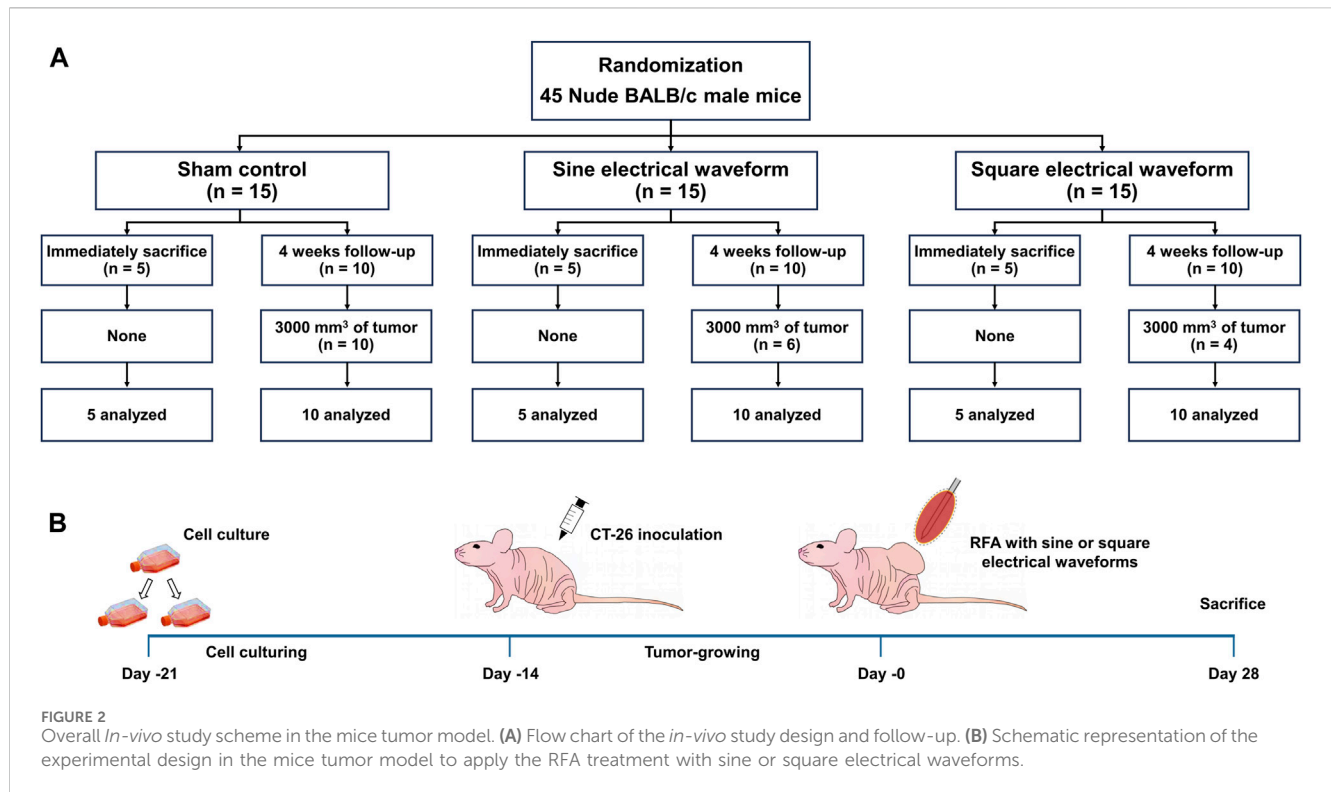 A
Randomization
45 Nude BALB/c male mice
Sham control
(n = 15)
Sine electrical waveform
(n = 15)
Square electrical waveform
(n = 15)
Immediately sacrifice
(n = 5)
4 weeks follow-up
(n = 10)
Immediately sacrifice
(n = 5)
4 weeks follow-up
(n = 10)
Immediately sacrifice
(n = 5)
4 weeks follow-up
(n = 10)
None
3000 mm³ of tumor
(n = 10)
None
3000 mm³ of tumor
(n = 6)
None
3000 mm³ of tumor
(n = 4)
5 analyzed
10 analyzed
5 analyzed
10 analyzed
5 analyzed
10 analyzed
B
Cell culture
CT-26 inoculation
RFA with sine or square
electrical waveforms
Sacrifice
Cell culturing
Tumor-growing
Day -21
Day -14
Day -0
Day 28
FIGURE 2
Overall In-vivo study scheme in the mice tumor model. (A) Flow chart of the in-vivo study design and follow-up. (B) Schematic representation of the
experimental design in the mice tumor model to apply the RFA treatment with sine or square electrical waveforms.